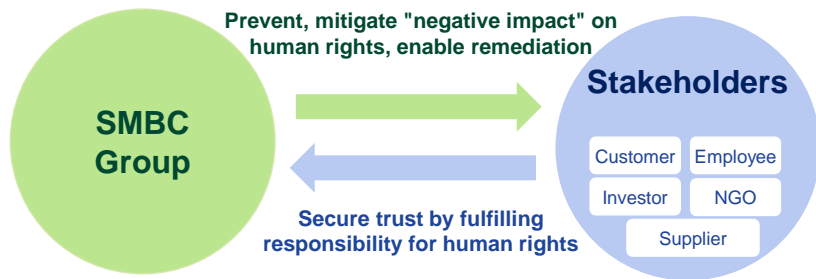 Prevent, mitigate "negative impact" on
human rights, enable remediation
SMBC
Group
Stakeholders
Customer
Employee
Investor
NGO
Supplier
Secure trust by fulfilling
responsibility for human rights